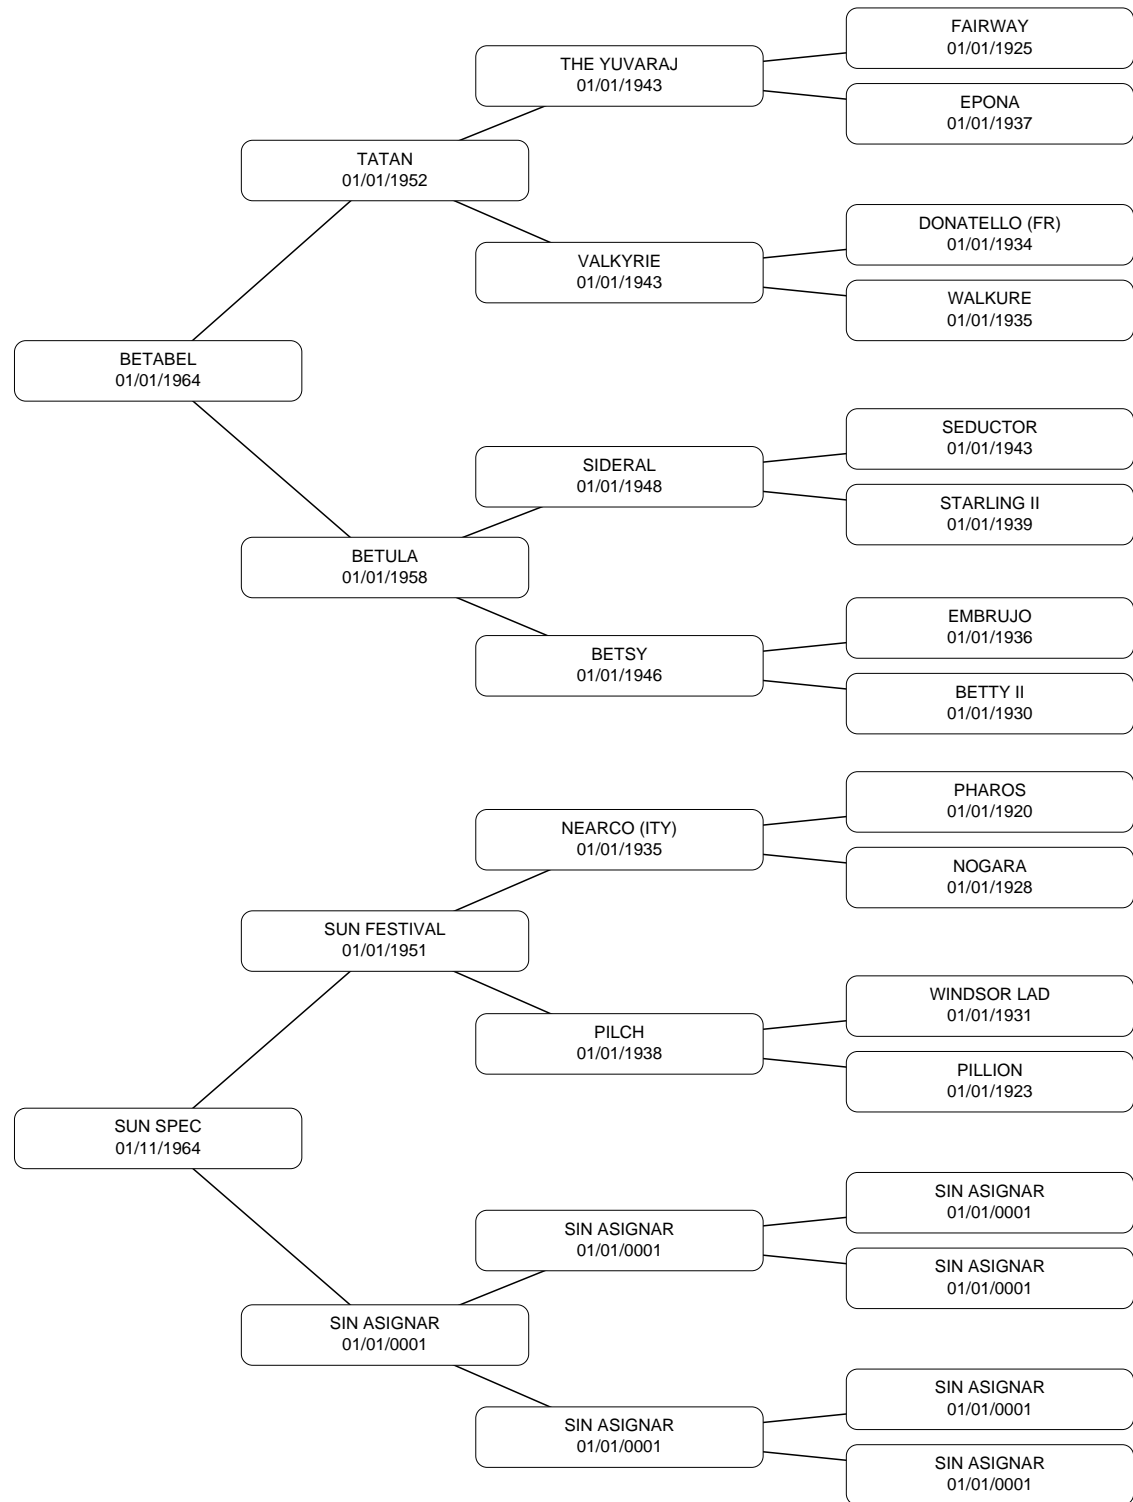 FAIRWAY
01/01/1925
THE YUVARAJ
01/01/1943
EPONA
01/01/1937
TATAN
01/01/1952
DONATELLO (FR)
01/01/1934
VALKYRIE
01/01/1943
WALKURE
01/01/1935
BETABEL
01/01/1964
SEDUCTOR
01/01/1943
SIDERAL
01/01/1948
STARLING II
01/01/1939
BETULA
01/01/1958
EMBRUJO
01/01/1936
BETSY
01/01/1946
BETTY II
01/01/1930
PHAROS
01/01/1920
NEARCO (ITY)
01/01/1935
NOGARA
01/01/1928
SUN FESTIVAL
01/01/1951
WINDSOR LAD
01/01/1931
PILCH
01/01/1938
PILLION
01/01/1923
SUN SPEC
01/11/1964
SIN ASIGNAR
01/01/0001
SIN ASIGNAR
01/01/0001
SIN ASIGNAR
01/01/0001
SIN ASIGNAR
01/01/0001
SIN ASIGNAR
01/01/0001
SIN ASIGNAR
01/01/0001
SIN ASIGNAR
01/01/0001